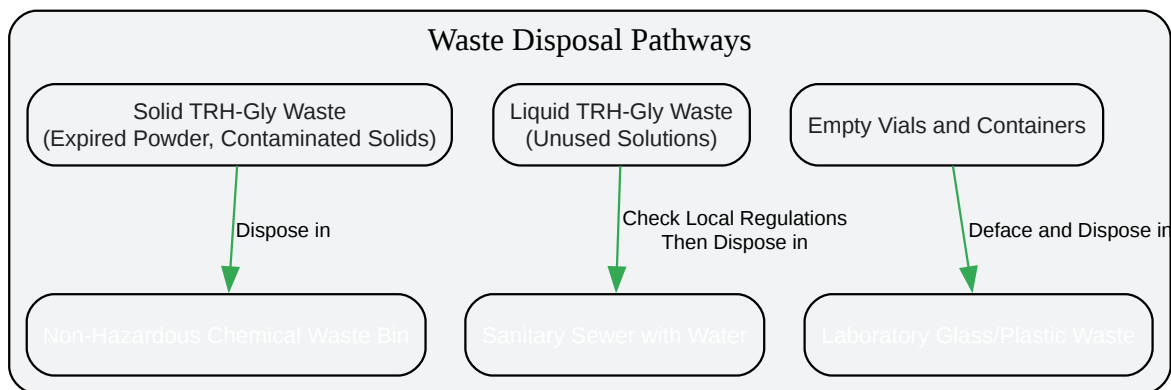 Waste Disposal Pathways
Solid TRH-Gly Waste
(Expired Powder, Contaminated Solids)
Liquid TRH-Gly Waste
(Unused Solutions)
Empty Vials and Containers
Dispose in
Check Local Regulations
Then Dispose in
Deface and Dispose in
Non-Hazardous Chemical Waste Bin
Sanitary Sewer with Water
Laboratory Glass/Plastic Waste